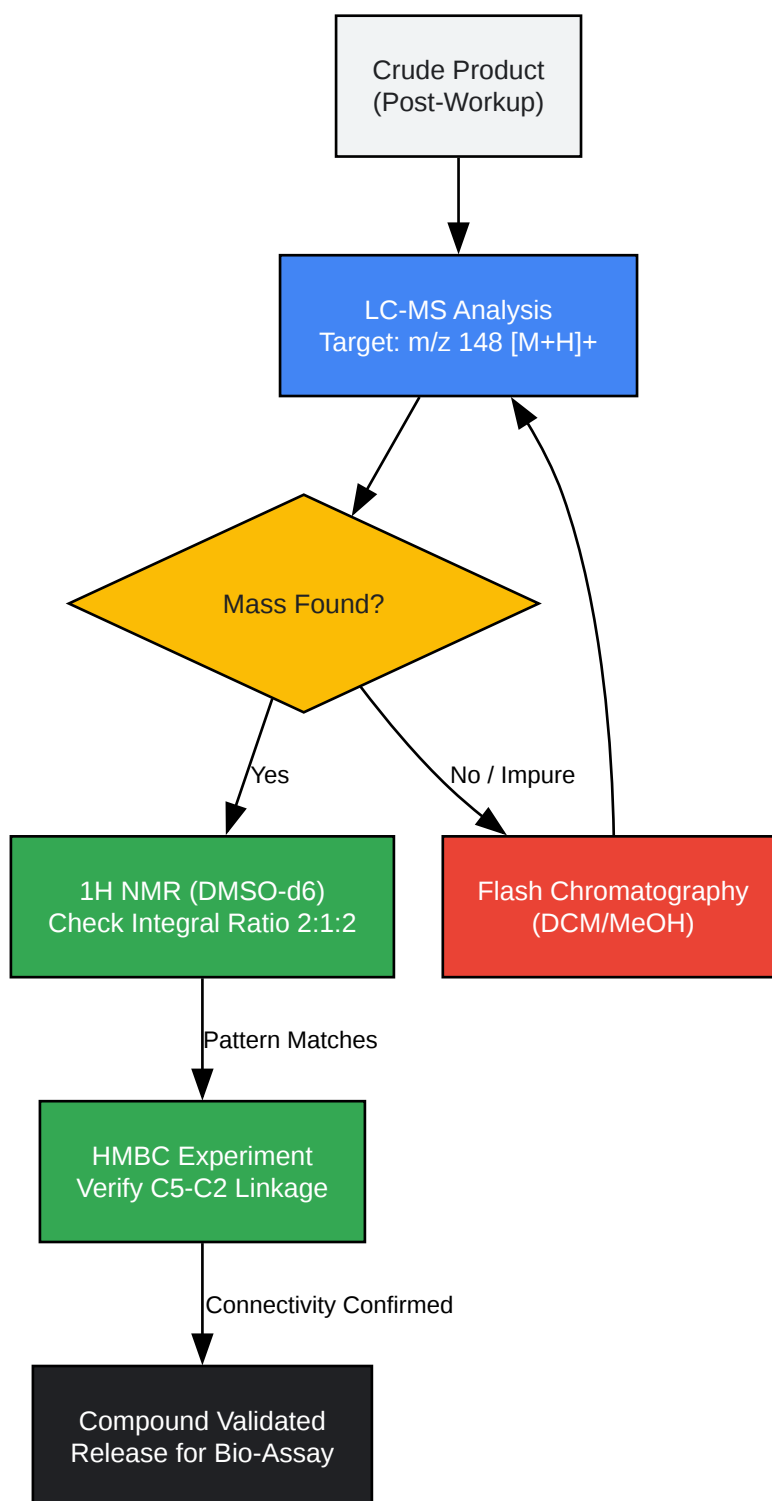 Crude Product
(Post-Workup)
LC-MS Analysis
Target: m/z 148 [M+H]+
Mass Found?
Yes
No / Impure
1H NMR (DMSO-d6)
Check Integral Ratio 2:1:2
Flash Chromatography
(DCM/MeOH)
Pattern Matches
HMBC Experiment
Verify C5-C2 Linkage
Connectivity Confirmed
Compound Validated
Release for Bio-Assay